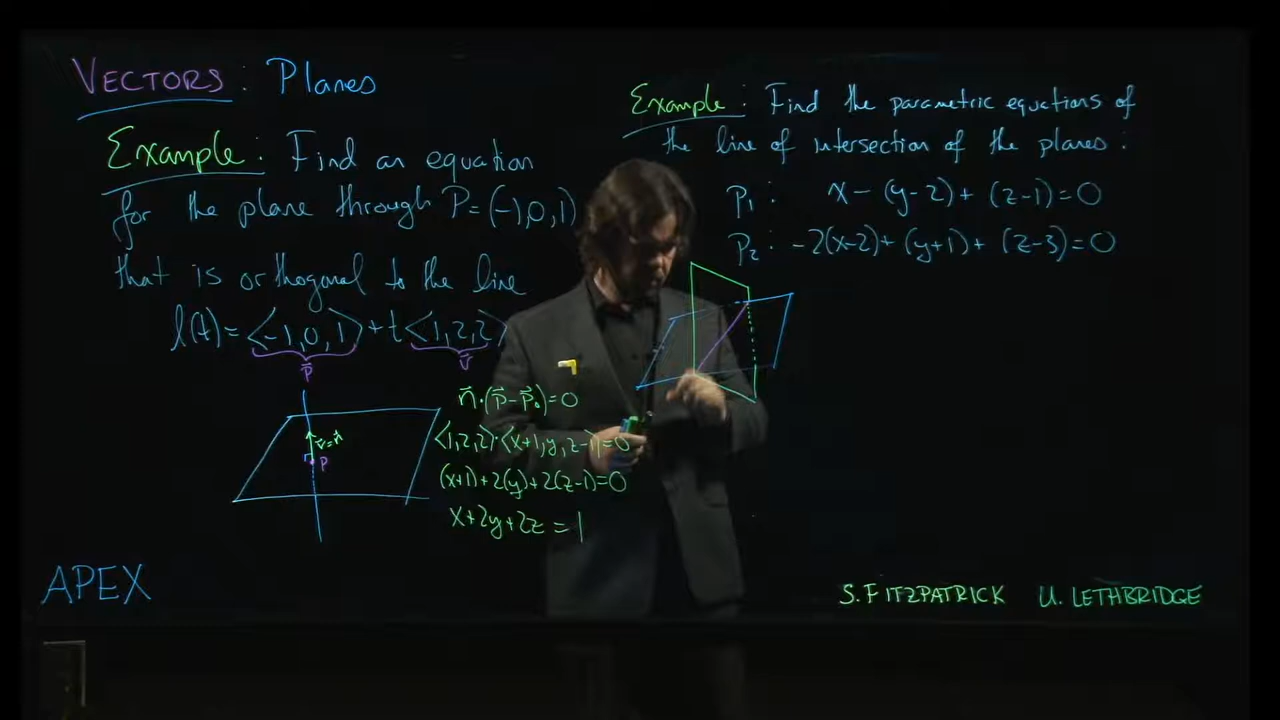 VECTORS: Planes
Example: Find an equation
for the plane through P=(-1,0,1)
that is orthogonal to the line
l(t)=<-1,0,1>+t<1,2,2>
p⃗ v⃗
v⃗=n⃗
P
n⃗·(p⃗-p⃗₀)=0
<1,2,2>·<x+1,y,z-1>=0
(x+1)+2(y)+2(z-1)=0
x+2y+2z=1
APEX
Example: Find the parametric equations of
the line of intersection of the planes:
P₁: x-(y-2)+(z-1)=0
P₂: -2(x-2)+(y+1)+(z-3)=0
S. FITZPATRICK U. LETHBRIDGE